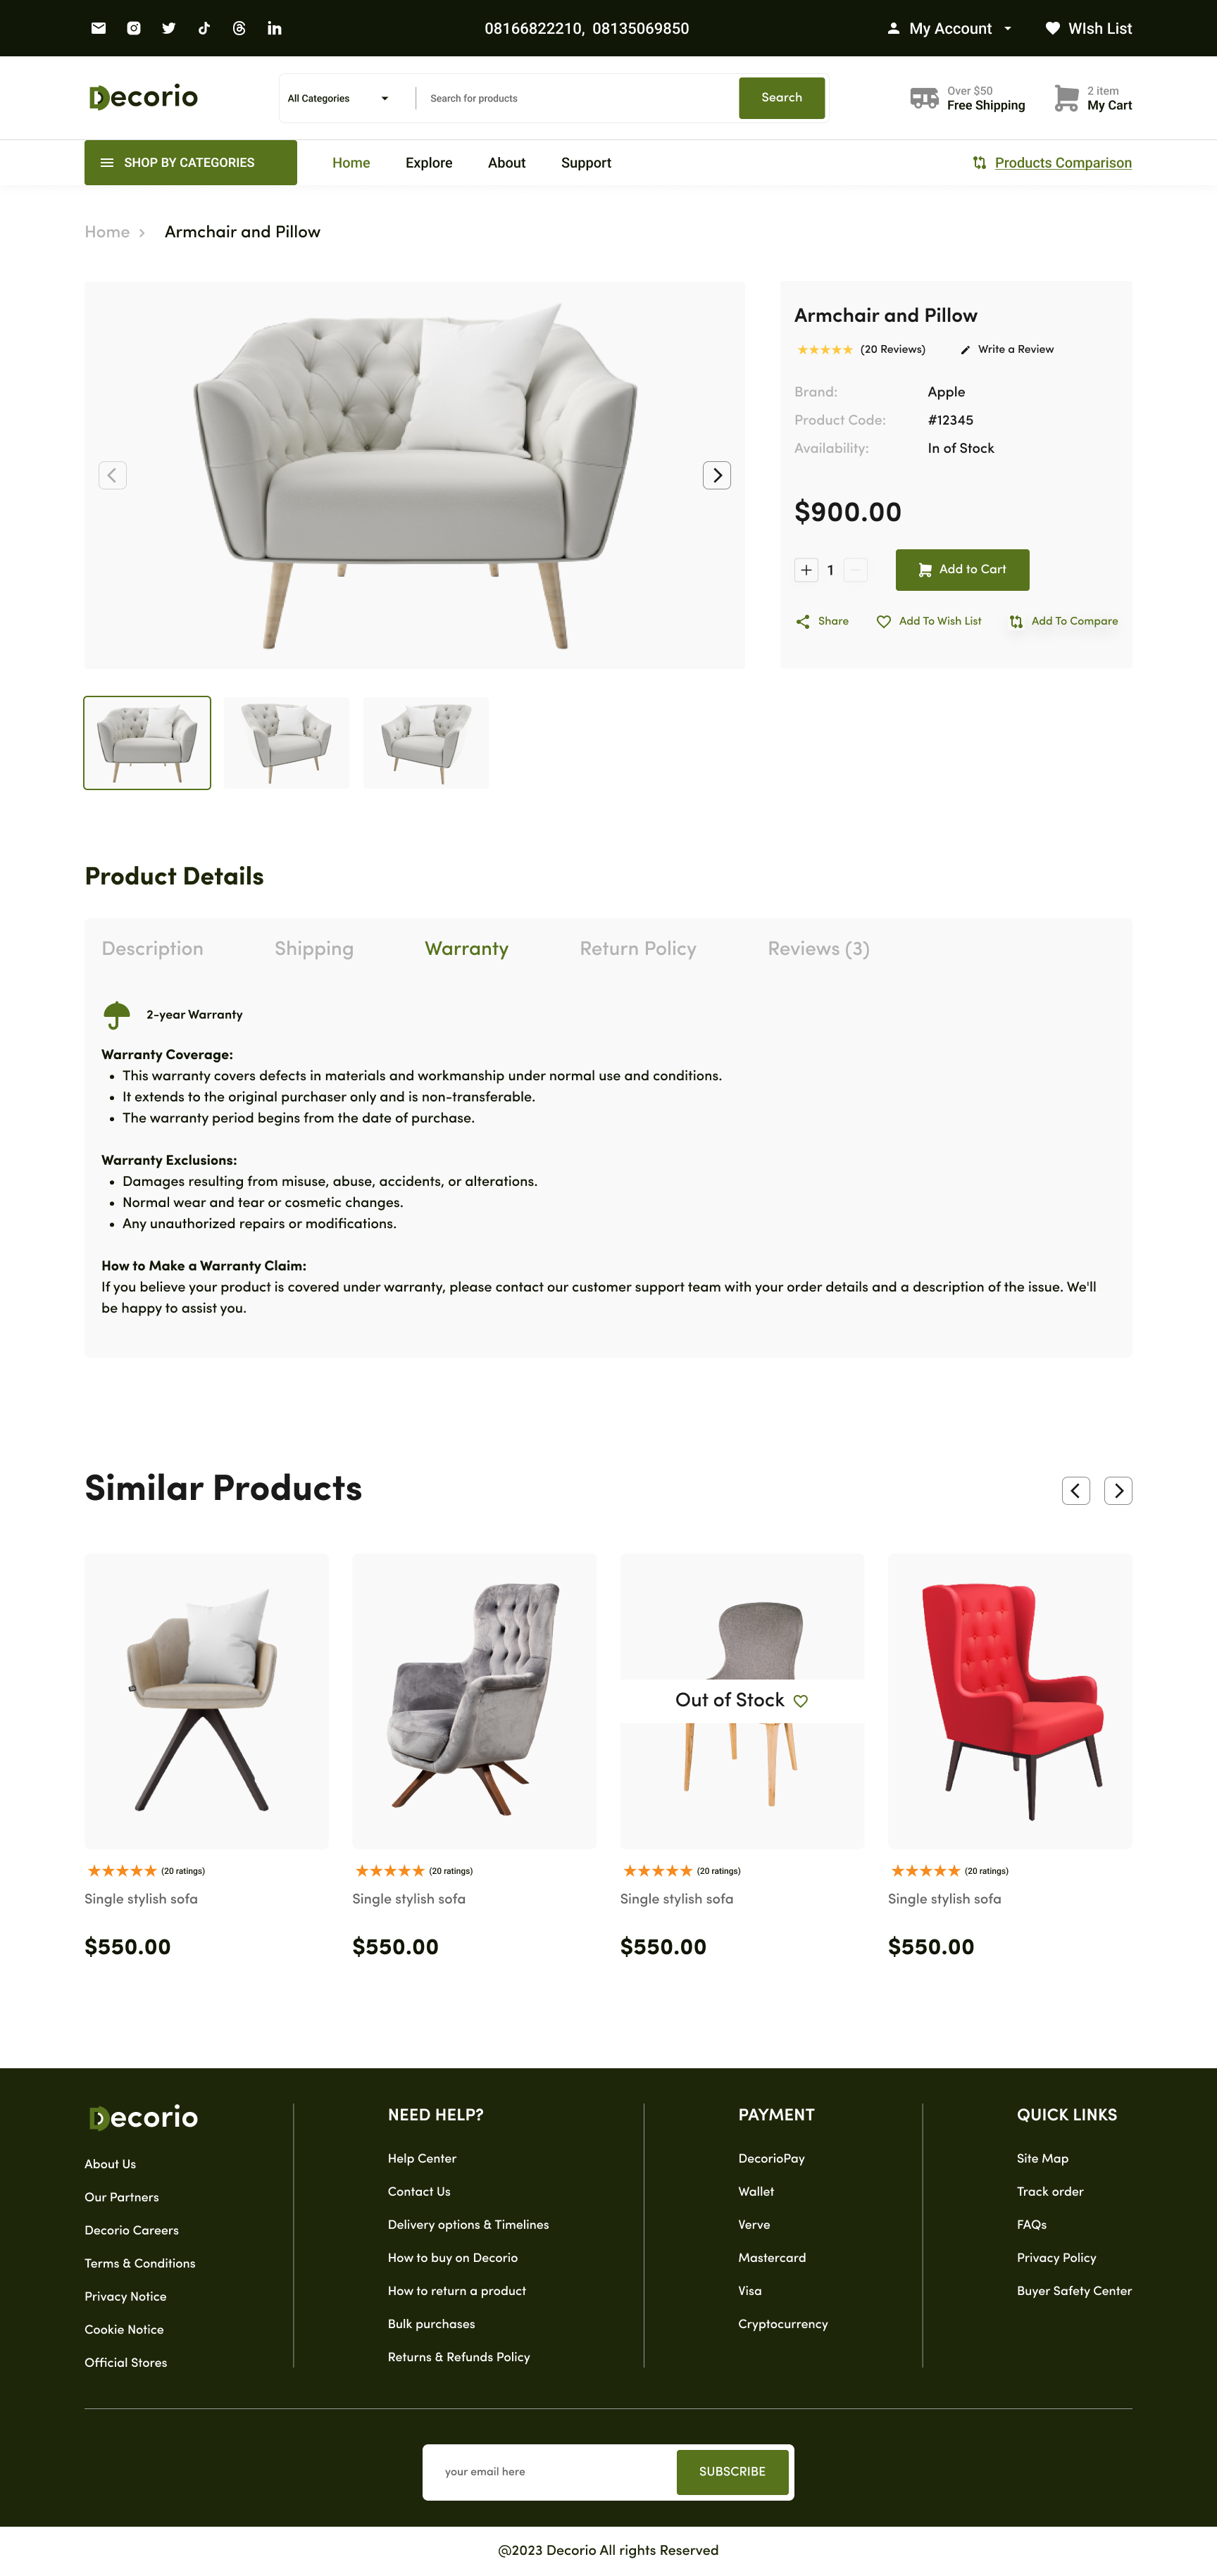 08166822210, 08135069850
My Account
WIsh List
Decorio
All Categories
Search for products
Search
Over $50
Free Shipping
2 item
My Cart
SHOP BY CATEGORIES
Home
Explore
About
Support
Products Comparison
Home
Armchair and Pillow
Armchair and Pillow
(20 Reviews)
Write a Review
Brand: Apple
Product Code: #12345
Availability: In of Stock
$900.00
1
Add to Cart
Share
Add To Wish List
Add To Compare
Product Details
Description
Shipping
Warranty
Return Policy
Reviews (3)
2-year Warranty
Warranty Coverage:
• This warranty covers defects in materials and workmanship under normal use and conditions.
• It extends to the original purchaser only and is non-transferable.
• The warranty period begins from the date of purchase.
Warranty Exclusions:
• Damages resulting from misuse, abuse, accidents, or alterations.
• Normal wear and tear or cosmetic changes.
• Any unauthorized repairs or modifications.
How to Make a Warranty Claim:
If you believe your product is covered under warranty, please contact our customer support team with your order details and a description of the issue. We'll
be happy to assist you.
Similar Products
Out of Stock
(20 ratings)
Single stylish sofa
$550.00
(20 ratings)
Single stylish sofa
$550.00
(20 ratings)
Single stylish sofa
$550.00
(20 ratings)
Single stylish sofa
$550.00
Decorio
About Us
Our Partners
Decorio Careers
Terms & Conditions
Privacy Notice
Cookie Notice
Official Stores
NEED HELP?
Help Center
Contact Us
Delivery options & Timelines
How to buy on Decorio
How to return a product
Bulk purchases
Returns & Refunds Policy
PAYMENT
DecorioPay
Wallet
Verve
Mastercard
Visa
Cryptocurrency
QUICK LINKS
Site Map
Track order
FAQs
Privacy Policy
Buyer Safety Center
your email here
SUBSCRIBE
@2023 Decorio All rights Reserved